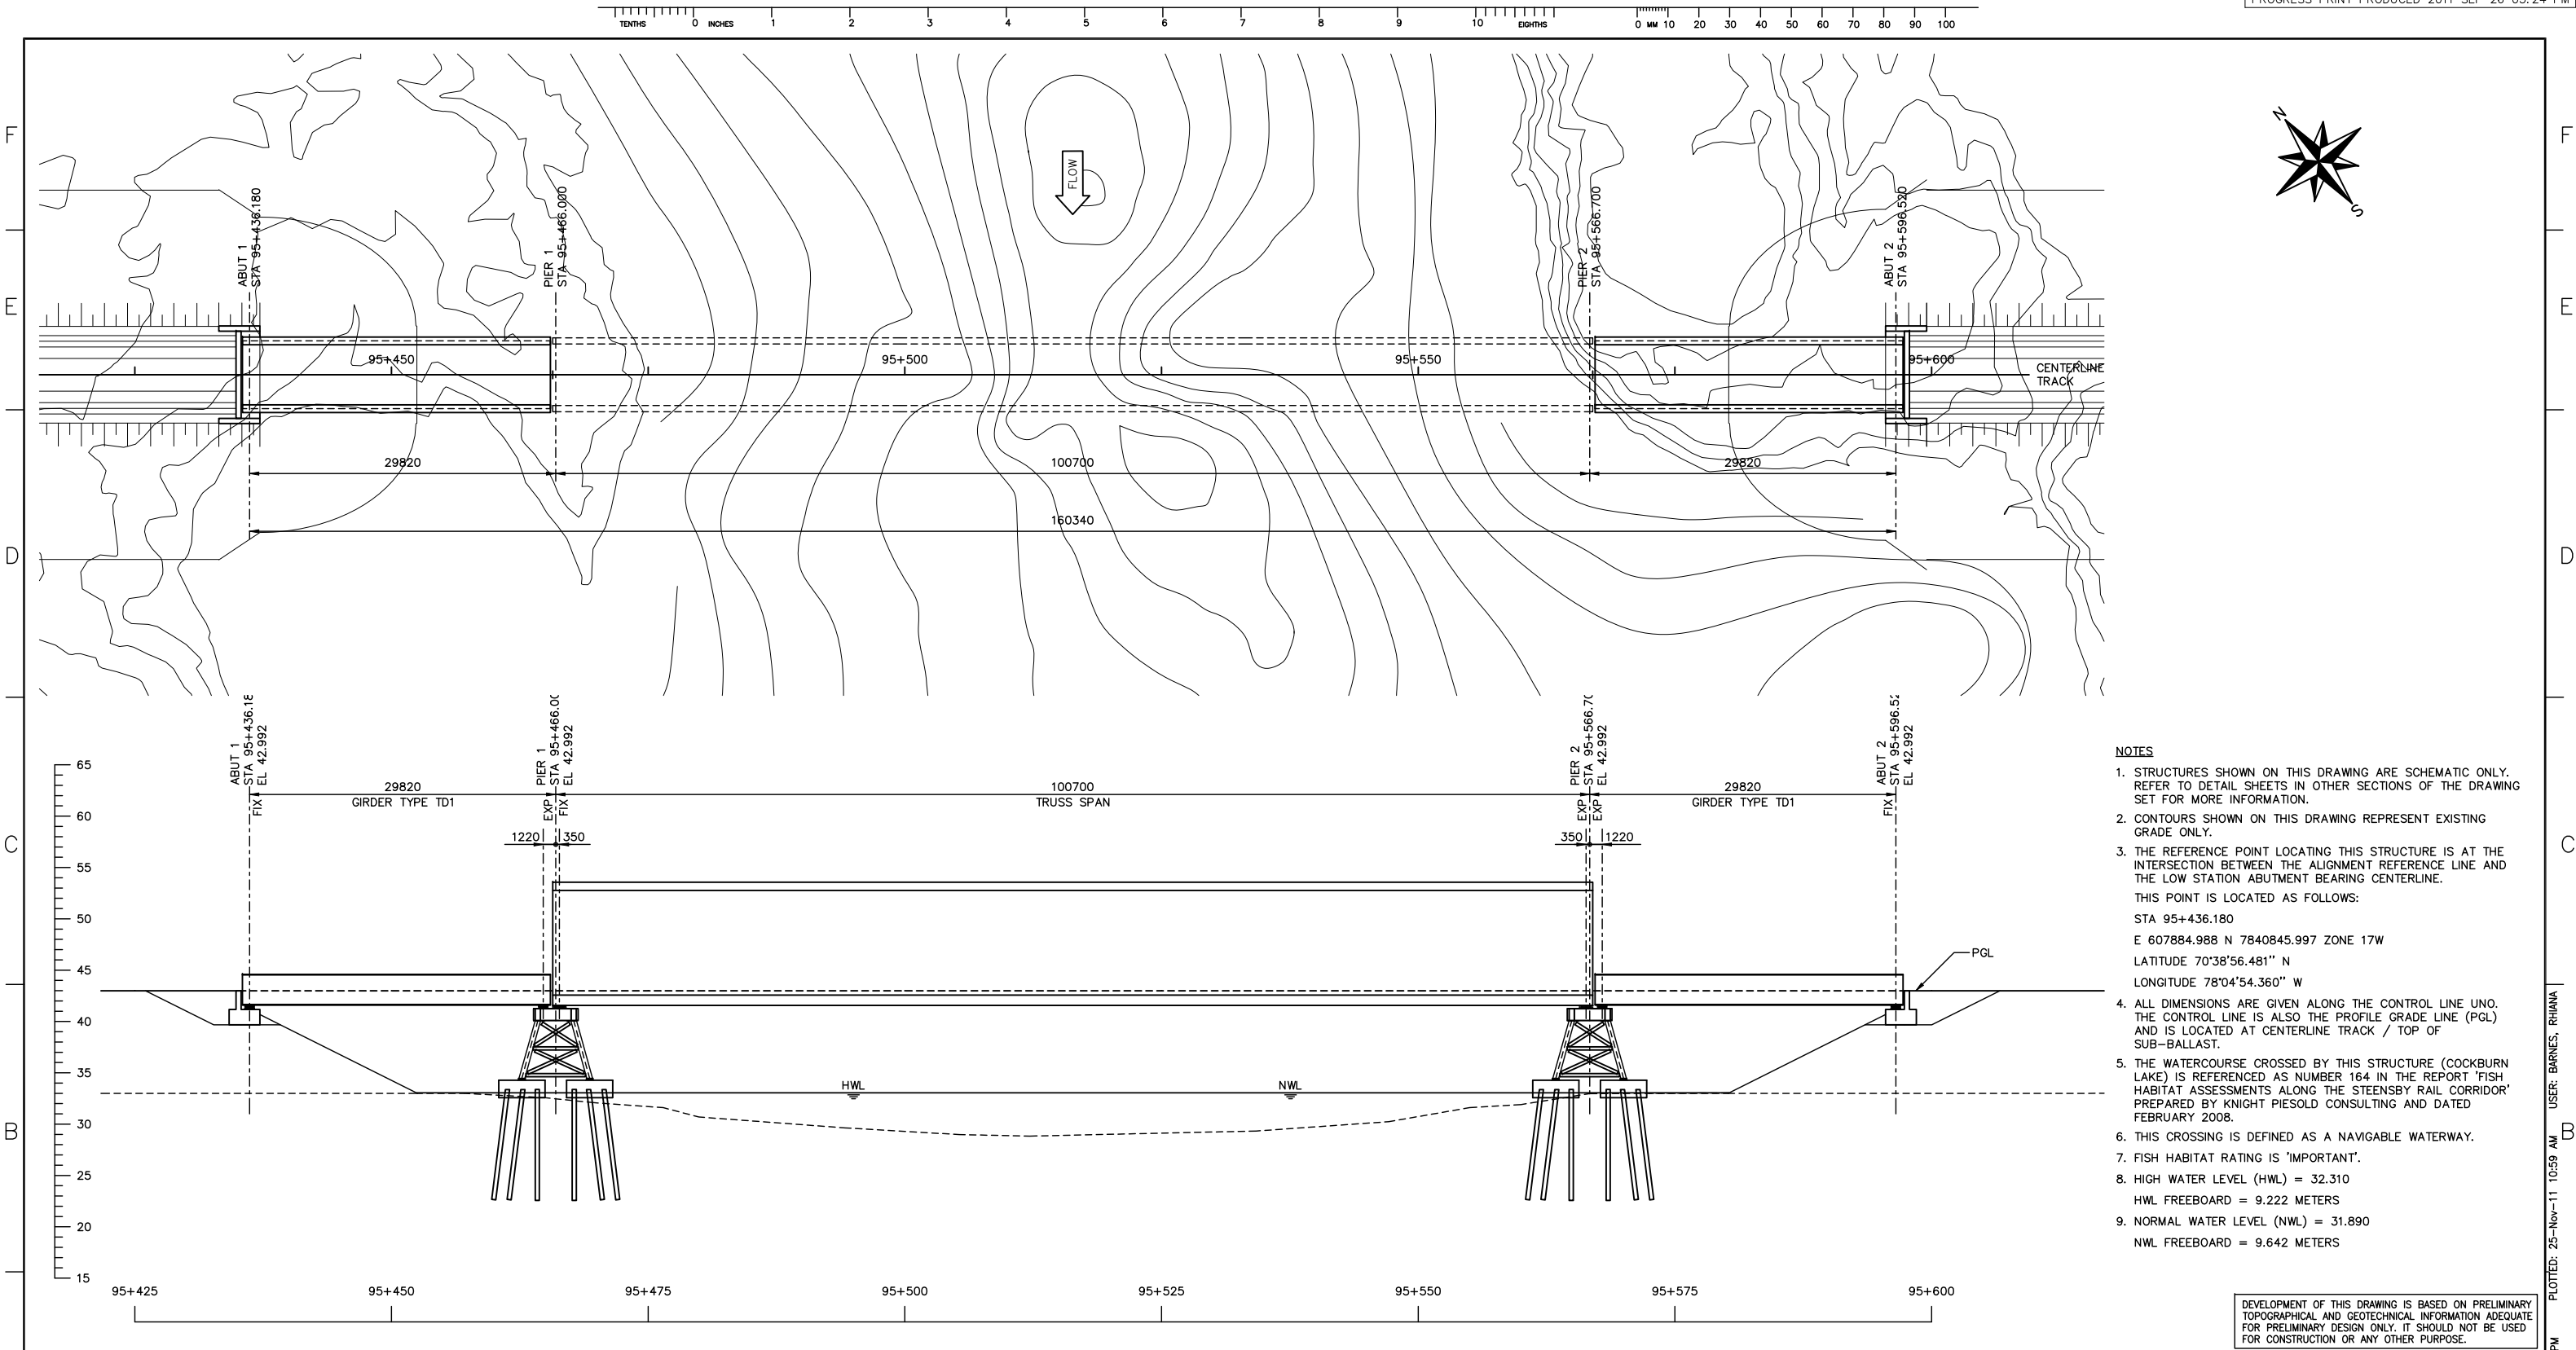 PROGRESS PRINT PRODUCED 2011 SEP 26 03:24 PM
TENTHS 0 INCHES 1 2 3 4 5 6 7 8 9 10 EIGHTHS 0 MM 10 20 30 40 50 60 70 80 90 100
F
F
N
S
FLOW
ABUT 1
STA 95+436.180
PIER 1
STA 95+466.000
PIER 2
STA 95+566.700
ABUT 2
STA 95+596.520
E
E
95+450
95+500
95+550
95+600
CENTERLINE
TRACK
29820
100700
29820
160340
D
D
ABUT 1
STA 95+436.18
EL 42.992
PIER 1
STA 95+466.00
EL 42.992
PIER 2
STA 95+566.70
EL 42.992
ABUT 2
STA 95+596.52
EL 42.992
29820
GIRDER TYPE TD1
100700
TRUSS SPAN
29820
GIRDER TYPE TD1
FIX
EXP
FIX
EXP
EXP
FIX
1220
350
350
1220
C
C
65
60
55
50
45
40
35
30
25
20
15
PGL
HWL
NWL
B
B
95+425
95+450
95+475
95+500
95+525
95+550
95+575
95+600
NOTES
1. STRUCTURES SHOWN ON THIS DRAWING ARE SCHEMATIC ONLY.
REFER TO DETAIL SHEETS IN OTHER SECTIONS OF THE DRAWING
SET FOR MORE INFORMATION.
2. CONTOURS SHOWN ON THIS DRAWING REPRESENT EXISTING
GRADE ONLY.
3. THE REFERENCE POINT LOCATING THIS STRUCTURE IS AT THE
INTERSECTION BETWEEN THE ALIGNMENT REFERENCE LINE AND
THE LOW STATION ABUTMENT BEARING CENTERLINE.
THIS POINT IS LOCATED AS FOLLOWS:
STA 95+436.180
E 607884.988 N 7840845.997 ZONE 17W
LATITUDE 70°38'56.481'' N
LONGITUDE 78°04'54.360'' W
4. ALL DIMENSIONS ARE GIVEN ALONG THE CONTROL LINE UNO.
THE CONTROL LINE IS ALSO THE PROFILE GRADE LINE (PGL)
AND IS LOCATED AT CENTERLINE TRACK / TOP OF
SUB-BALLAST.
5. THE WATERCOURSE CROSSED BY THIS STRUCTURE (COCKBURN
LAKE) IS REFERENCED AS NUMBER 164 IN THE REPORT 'FISH
HABITAT ASSESSMENTS ALONG THE STEENSBY RAIL CORRIDOR'
PREPARED BY KNIGHT PIESOLD CONSULTING AND DATED
FEBRUARY 2008.
6. THIS CROSSING IS DEFINED AS A NAVIGABLE WATERWAY.
7. FISH HABITAT RATING IS 'IMPORTANT'.
8. HIGH WATER LEVEL (HWL) = 32.310
HWL FREEBOARD = 9.222 METERS
9. NORMAL WATER LEVEL (NWL) = 31.890
NWL FREEBOARD = 9.642 METERS
DEVELOPMENT OF THIS DRAWING IS BASED ON PRELIMINARY
TOPOGRAPHICAL AND GEOTECHNICAL INFORMATION ADEQUATE
FOR PRELIMINARY DESIGN ONLY. IT SHOULD NOT BE USED
FOR CONSTRUCTION OR ANY OTHER PURPOSE.
PLOTTED: 25-Nov-11 10:59 AM USER: BARNES, RHIANA
PM